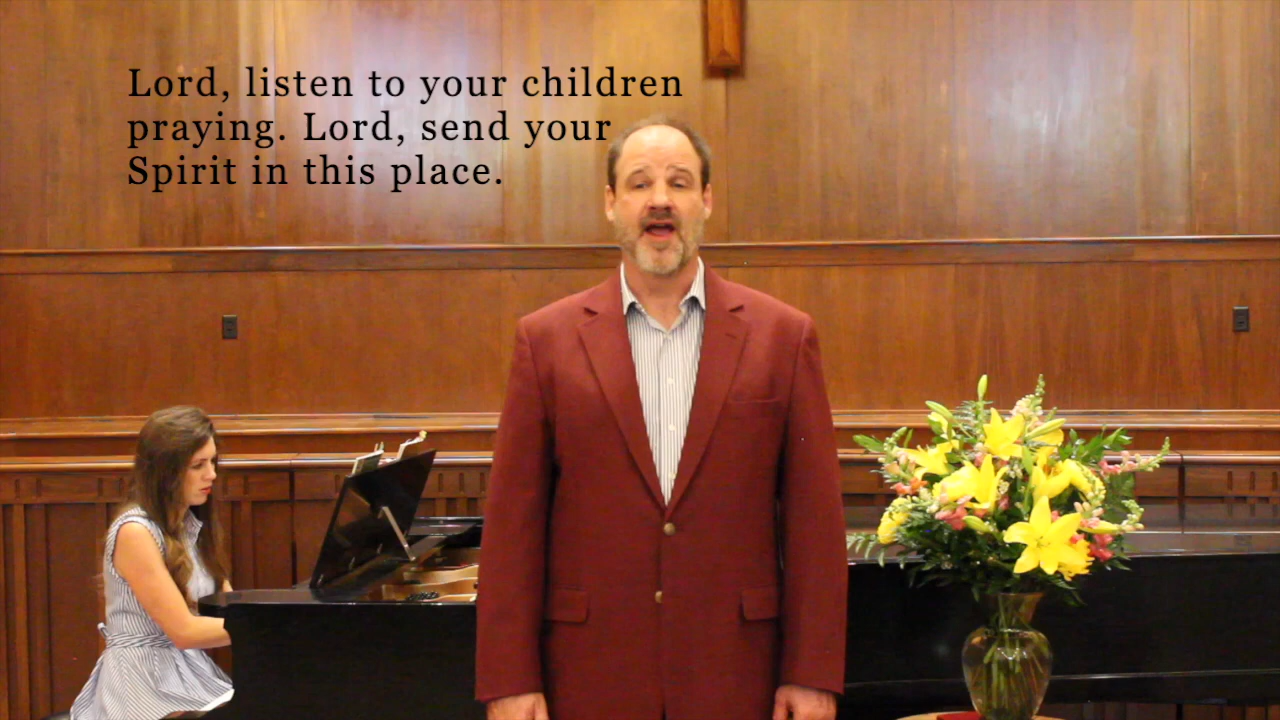 Lord, listen to your children
praying. Lord, send your
Spirit in this place.